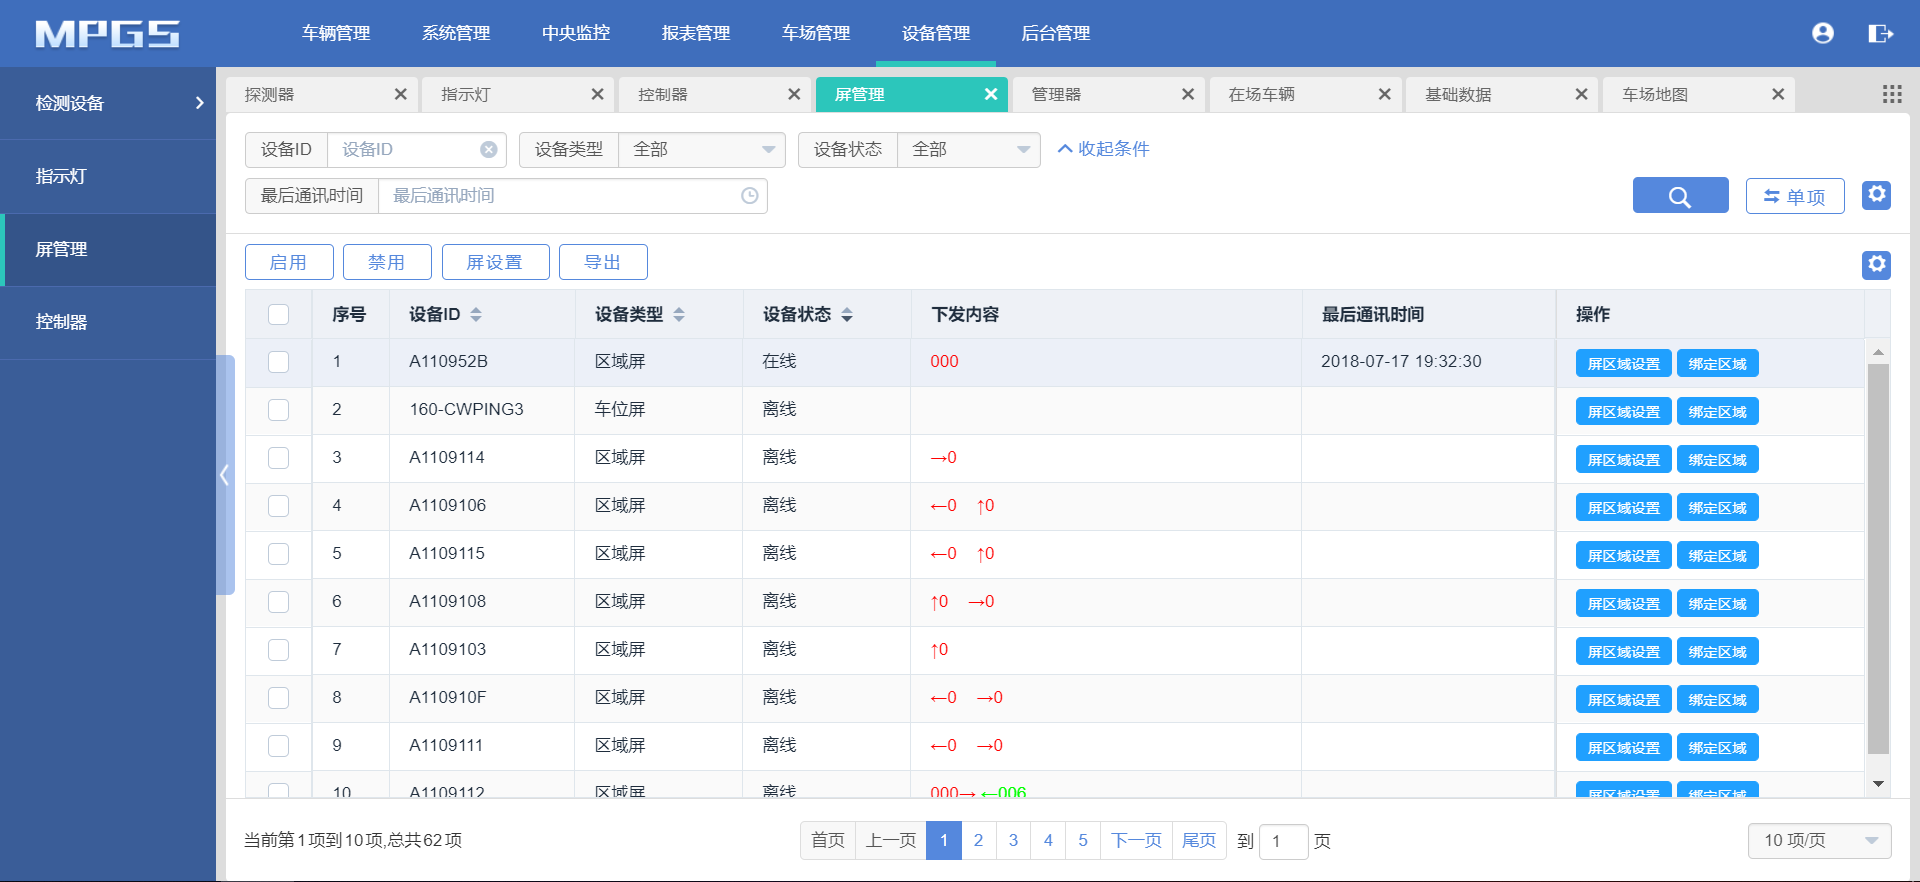 MPGS
车辆管理 系统管理 中央监控 报表管理 车场管理 设备管理 后台管理
检测设备
指示灯
屏管理
控制器
探测器 指示灯 控制器 屏管理 管理器 在场车辆 基础数据 车场地图
设备ID 设备ID 设备类型 全部 设备状态 全部 收起条件
最后通讯时间 最后通讯时间 单项
启用 禁用 屏设置 导出
序号 设备ID 设备类型 设备状态 下发内容 最后通讯时间 操作
1 A110952B 区域屏 在线 000 2018-07-17 19:32:30 屏区域设置 绑定区域
2 160-CWPING3 车位屏 离线 屏区域设置 绑定区域
3 A1109114 区域屏 离线 →0 屏区域设置 绑定区域
4 A1109106 区域屏 离线 ←0 ↑0 屏区域设置 绑定区域
5 A1109115 区域屏 离线 ←0 ↑0 屏区域设置 绑定区域
6 A1109108 区域屏 离线 ↑0 →0 屏区域设置 绑定区域
7 A1109103 区域屏 离线 ↑0 屏区域设置 绑定区域
8 A110910F 区域屏 离线 ←0 →0 屏区域设置 绑定区域
9 A1109111 区域屏 离线 ←0 →0 屏区域设置 绑定区域
10 A1109112 区域屏 离线 000→ ←006 屏区域设置 绑定区域
当前第1项到10项,总共62项 首页 上一页 1 2 3 4 5 下一页 尾页 到 1 页 10 项/页